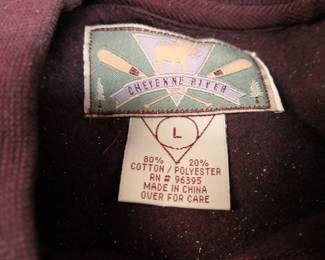 CHEYENNE RIVER
L
80% 20%
COTTON / POLYESTER
RN # 96395
MADE IN CHINA
OVER FOR CARE